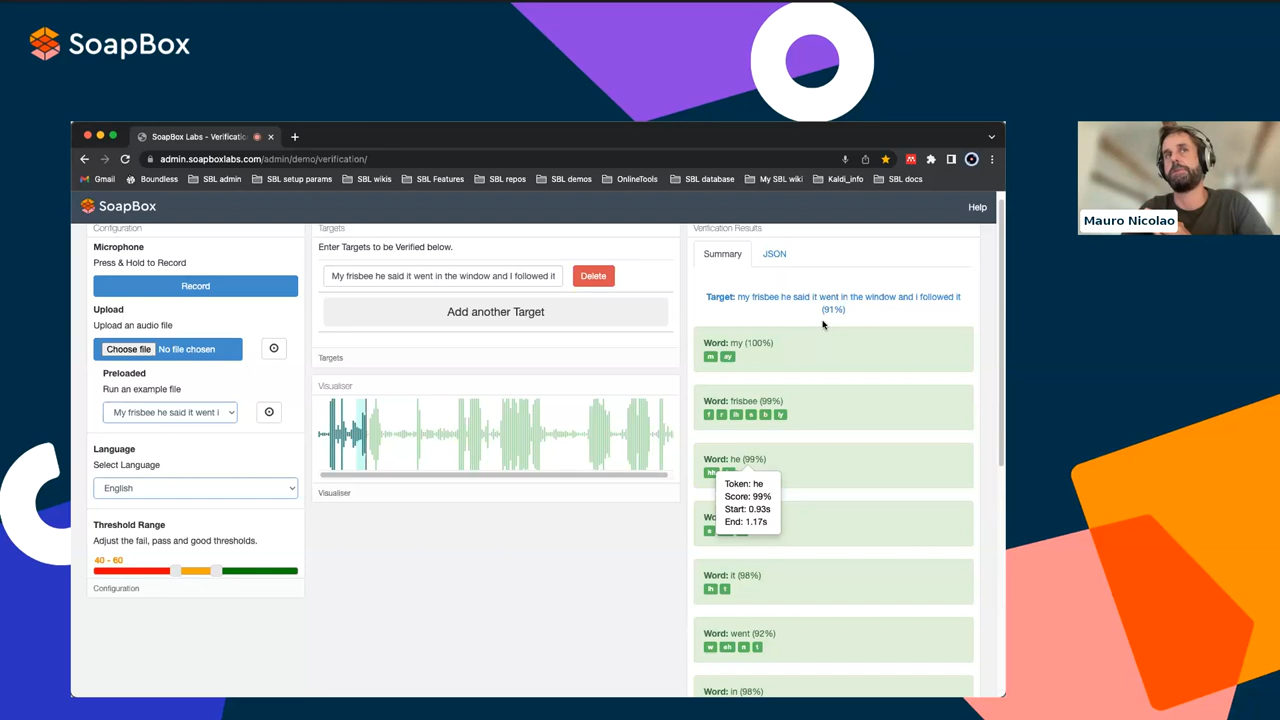 SoapBox
SoapBox Labs - Verificatio
admin.soapboxlabs.com/admin/demo/verification/
Gmail
Boundless
SBL admin
SBL setup params
SBL wikis
SBL Features
SBL repos
SBL demos
OnlineTools
SBL database
My SBL wiki
Kaldi_info
SBL docs
SoapBox
Help
Configuration
Microphone
Press & Hold to Record
Record
Upload
Upload an audio file
Choose file No file chosen
Preloaded
Run an example file
My frisbee he said it went i
Language
Select Language
English
Threshold Range
Adjust the fail, pass and good thresholds.
40 - 60
Configuration
Targets
Enter Targets to be Verified below.
My frisbee he said it went in the window and I followed it
Delete
Add another Target
Targets
Visualiser
Visualiser
Verification Results
Summary
JSON
Target: my frisbee he said it went in the window and i followed it
(91%)
Word: my (100%)
m ay
Word: frisbee (99%)
f r ih s b iy
Word: he (99%)
hh
Token: he
Score: 99%
Start: 0.93s
End: 1.17s
Wo
s
Word: it (98%)
ih t
Word: went (92%)
w eh n t
Word: in (98%)
Mauro Nicolao